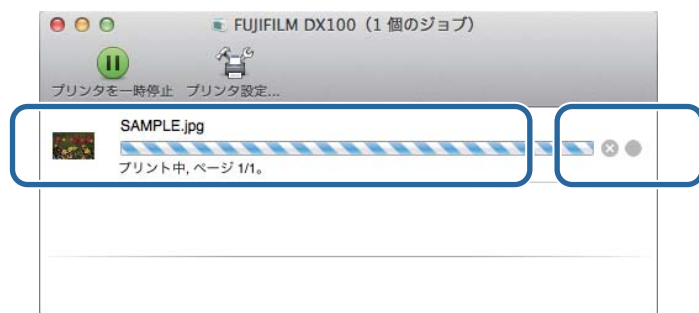 FUJIFILM DX100（1 個のジョブ）
プリンタを一時停止 プリンタ設定...
SAMPLE.jpg
プリント中, ページ 1/1。